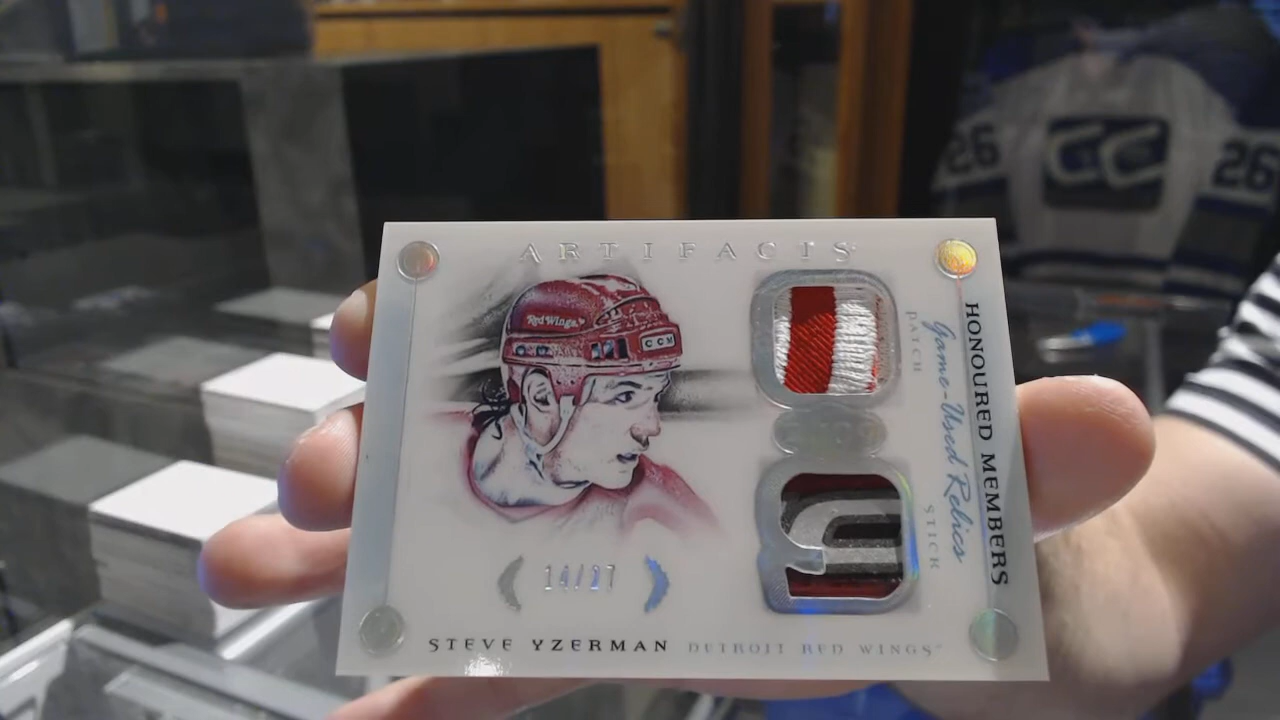 ARTIFACTS
Red Wings
CCM
PATCH
Game-Used Relics
STICK
HONOURED MEMBERS
14/27
STEVE YZERMAN DETROIT RED WINGS
26
CC
26